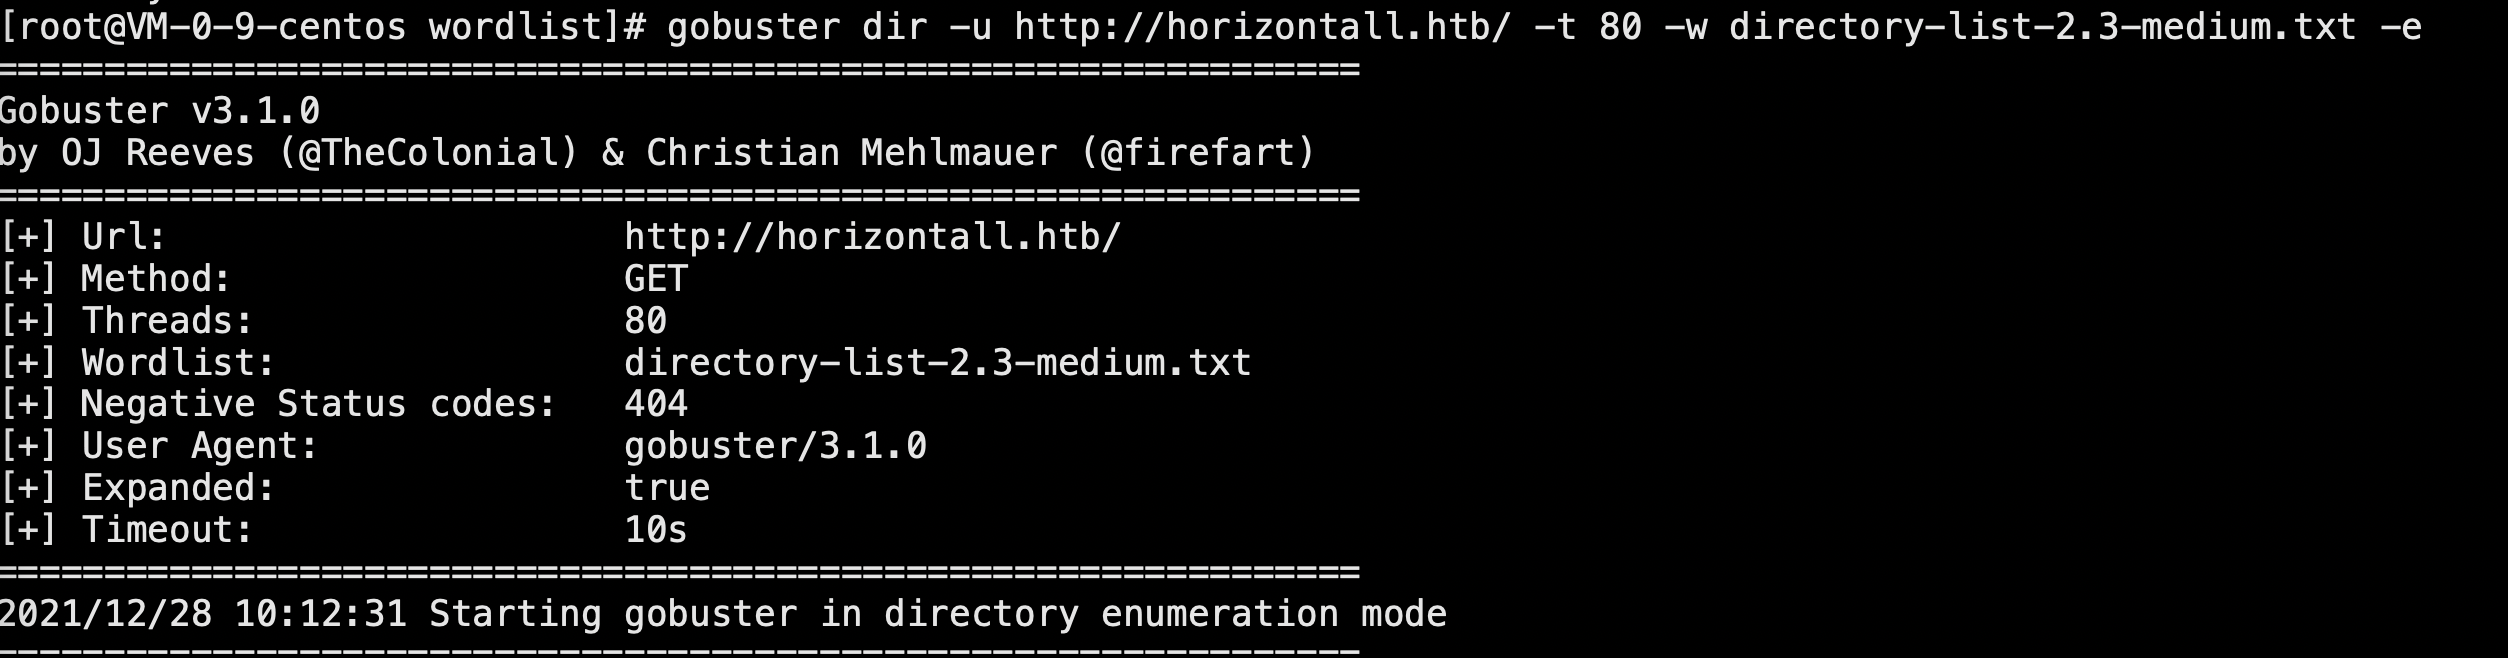 [root@VM-0-9-centos wordlist]# gobuster dir -u http://horizontall.htb/ -t 80 -w directory-list-2.3-medium.txt -e
===============================================================
Gobuster v3.1.0
by OJ Reeves (@TheColonial) & Christian Mehlmauer (@firefart)
===============================================================
[+] Url:                     http://horizontall.htb/
[+] Method:                  GET
[+] Threads:                 80
[+] Wordlist:                directory-list-2.3-medium.txt
[+] Negative Status codes:   404
[+] User Agent:              gobuster/3.1.0
[+] Expanded:                true
[+] Timeout:                 10s
===============================================================
2021/12/28 10:12:31 Starting gobuster in directory enumeration mode
===============================================================